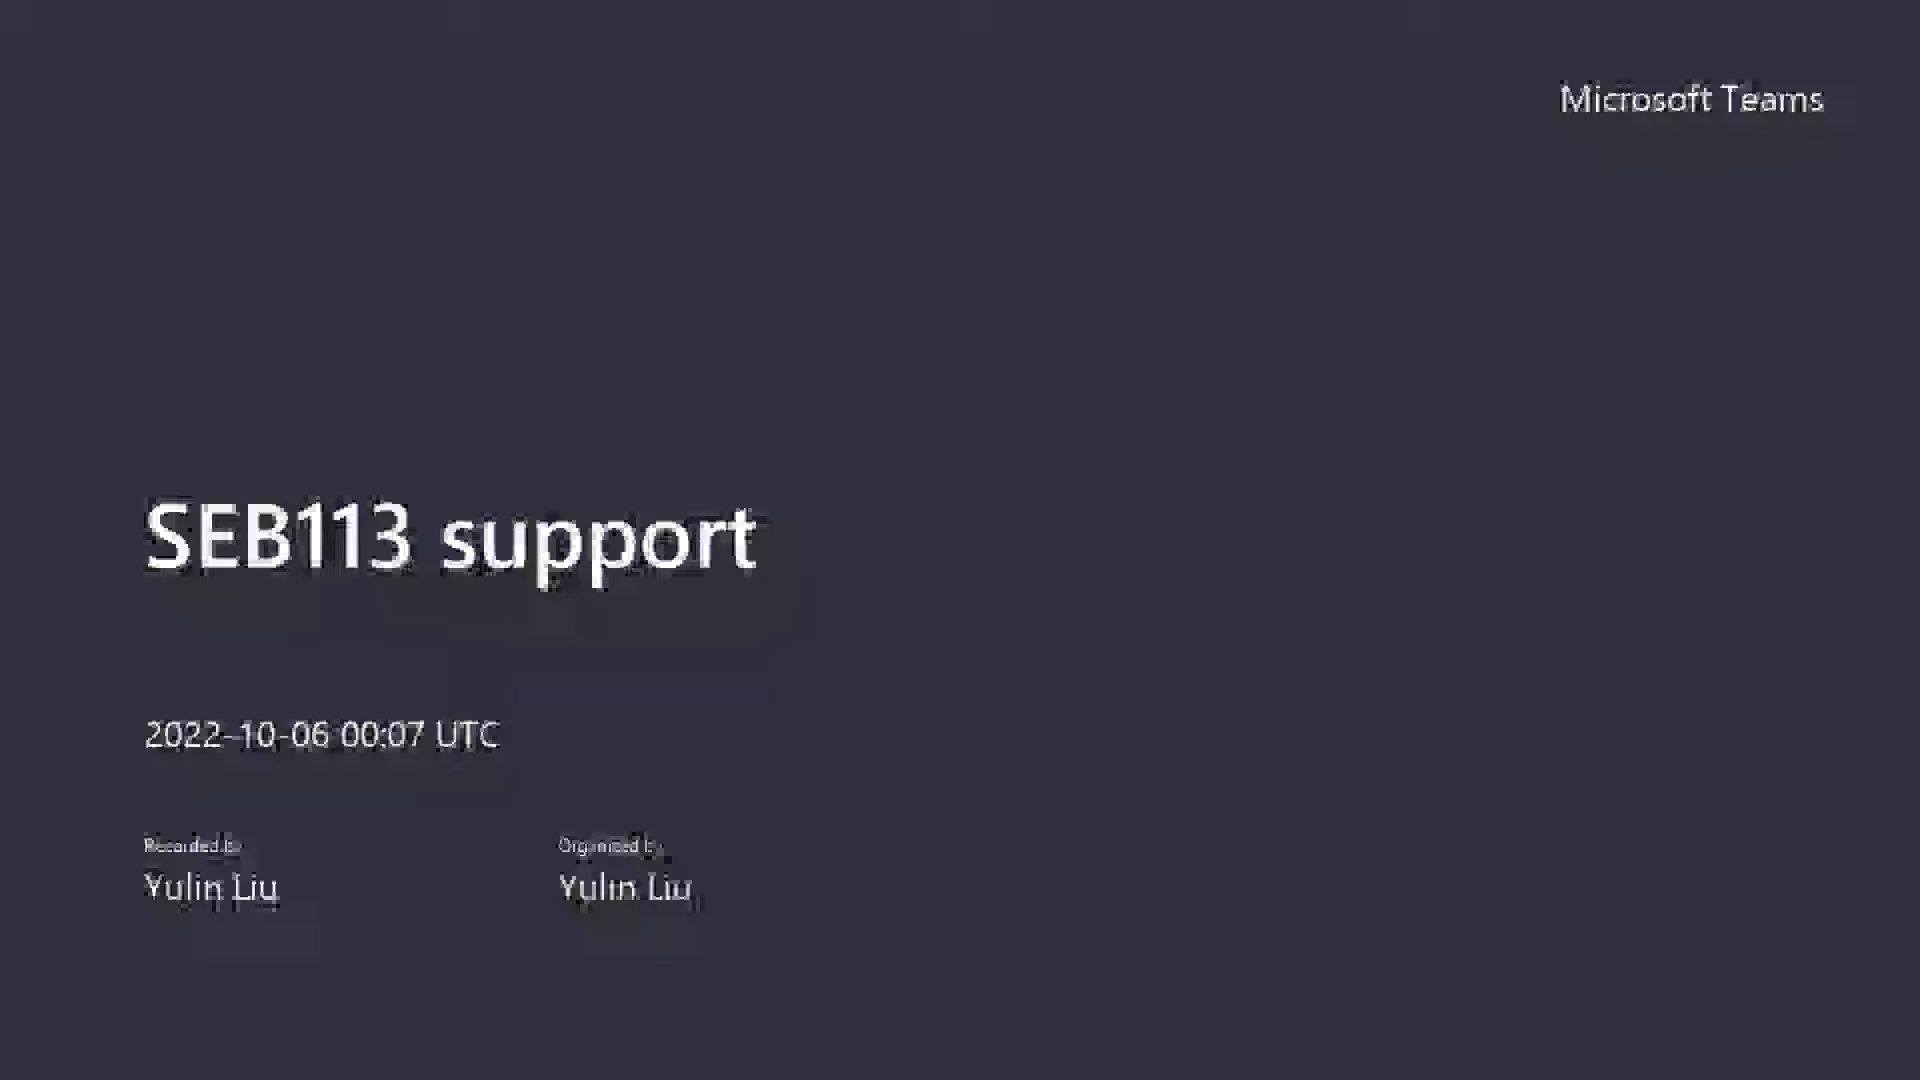 Microsoft Teams
SEB113 support
2022-10-06 00:07 UTC
Recorded by
Organized by
Yulin Liu
Yulin Liu